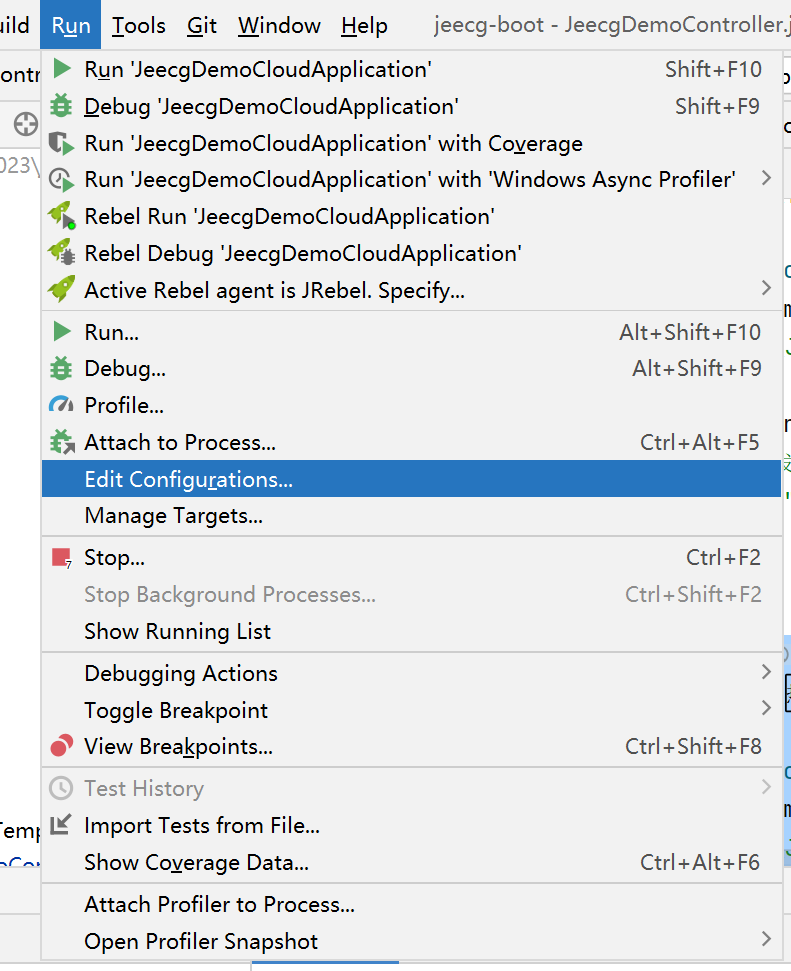 uild Run Tools Git Window Help jeecg-boot - JeecgDemoController.j
Run 'JeecgDemoCloudApplication' Shift+F10
Debug 'JeecgDemoCloudApplication' Shift+F9
Run 'JeecgDemoCloudApplication' with Coverage
023\
Run 'JeecgDemoCloudApplication' with 'Windows Async Profiler'
Rebel Run 'JeecgDemoCloudApplication'
Rebel Debug 'JeecgDemoCloudApplication'
Active Rebel agent is JRebel. Specify...
Run... Alt+Shift+F10
Debug... Alt+Shift+F9
Profile...
Attach to Process... Ctrl+Alt+F5
Edit Configurations...
Manage Targets...
Stop... Ctrl+F2
Stop Background Processes... Ctrl+Shift+F2
Show Running List
Debugging Actions
Toggle Breakpoint
View Breakpoints... Ctrl+Shift+F8
Test History
Import Tests from File...
Show Coverage Data... Ctrl+Alt+F6
Attach Profiler to Process...
Open Profiler Snapshot